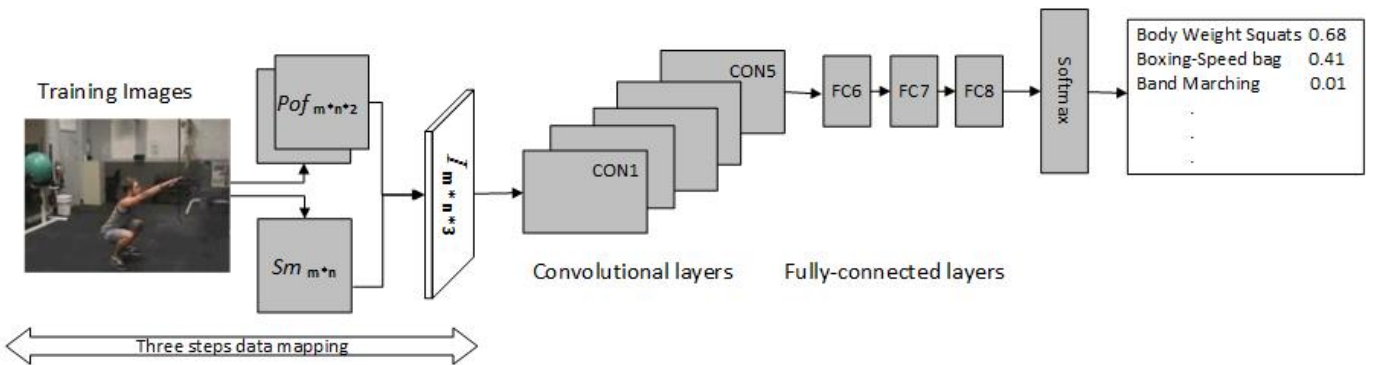 Training Images
Pof m*n*2
Sm m*n
I m*n*3
Three steps data mapping
CON1
CON5
Convolutional layers
FC6
FC7
FC8
Fully-connected layers
Softmax
Body Weight Squats 0.68
Boxing-Speed bag 0.41
Band Marching 0.01
.
.
.